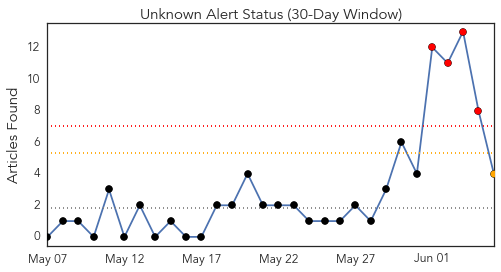 Unknown Alert Status (30-Day Window)
Articles Found
12
10
8
6
4
2
0
May 07 May 12 May 17 May 22 May 27 Jun 01